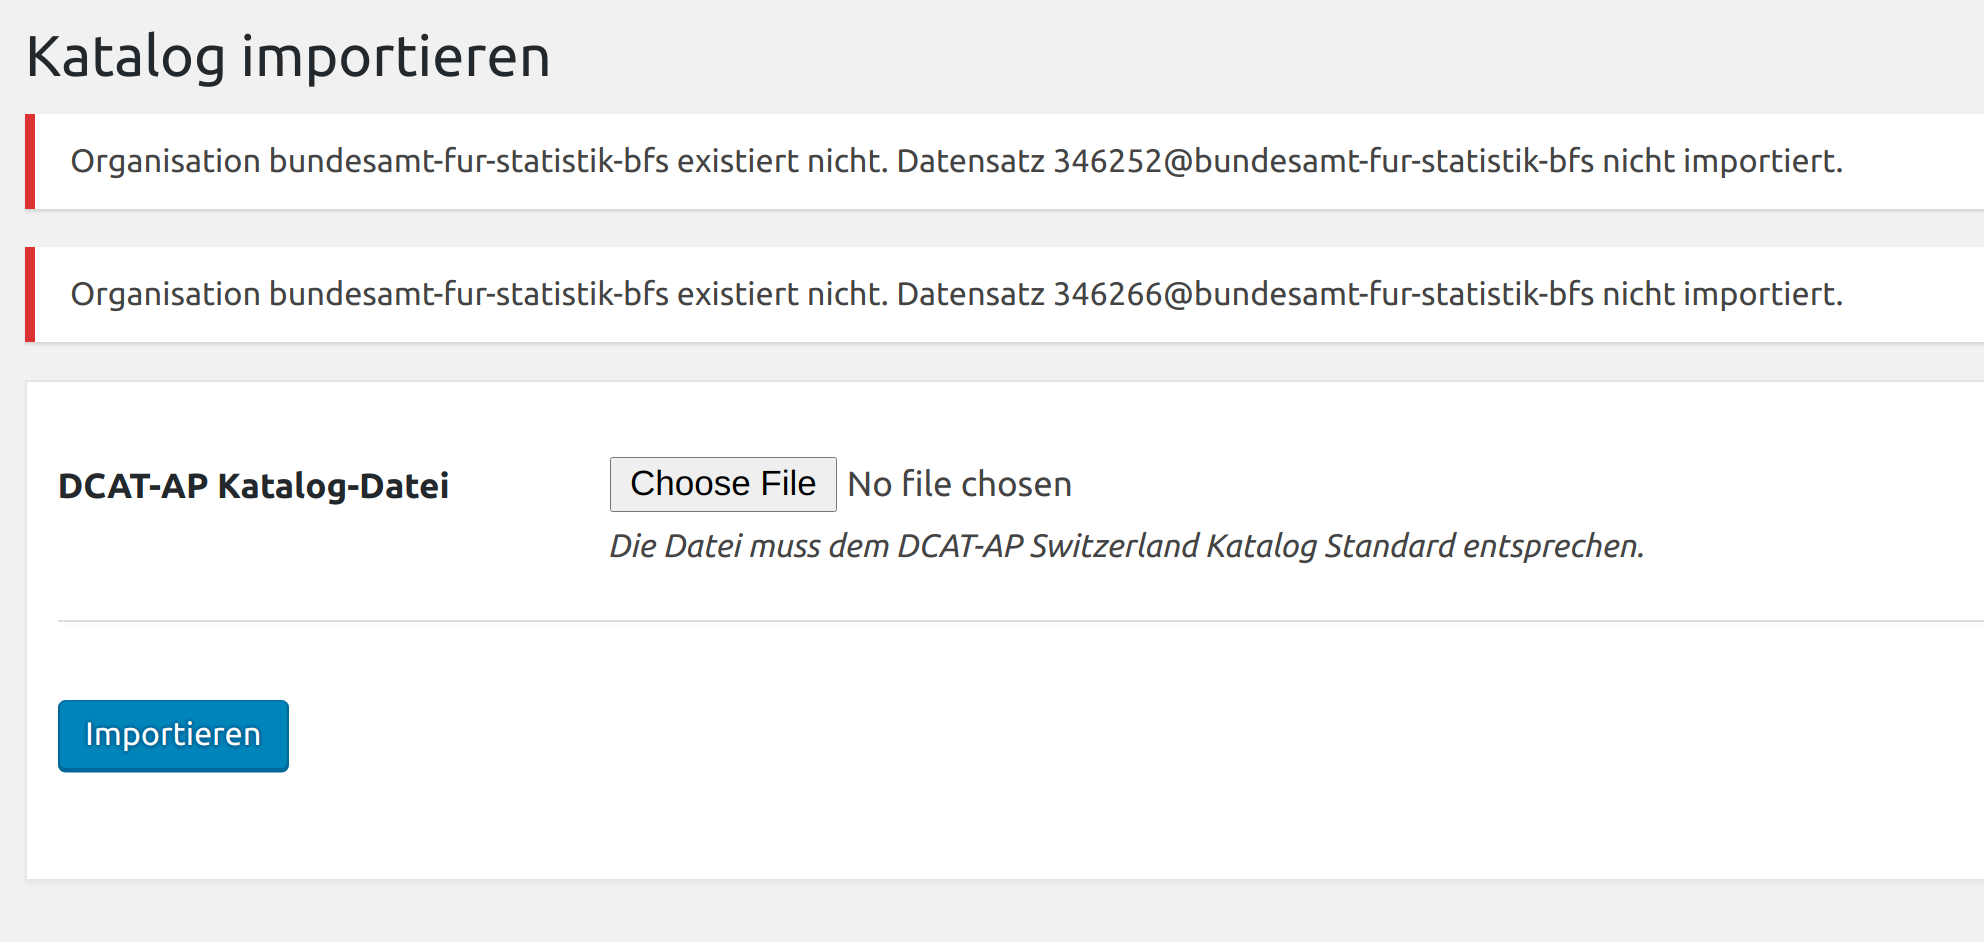 Katalog importieren
Organisation bundesamt-fur-statistik-bfs existiert nicht. Datensatz 346252@bundesamt-fur-statistik-bfs nicht importiert.
Organisation bundesamt-fur-statistik-bfs existiert nicht. Datensatz 346266@bundesamt-fur-statistik-bfs nicht importiert.
DCAT-AP Katalog-Datei
Choose File No file chosen
Die Datei muss dem DCAT-AP Switzerland Katalog Standard entsprechen.
Importieren